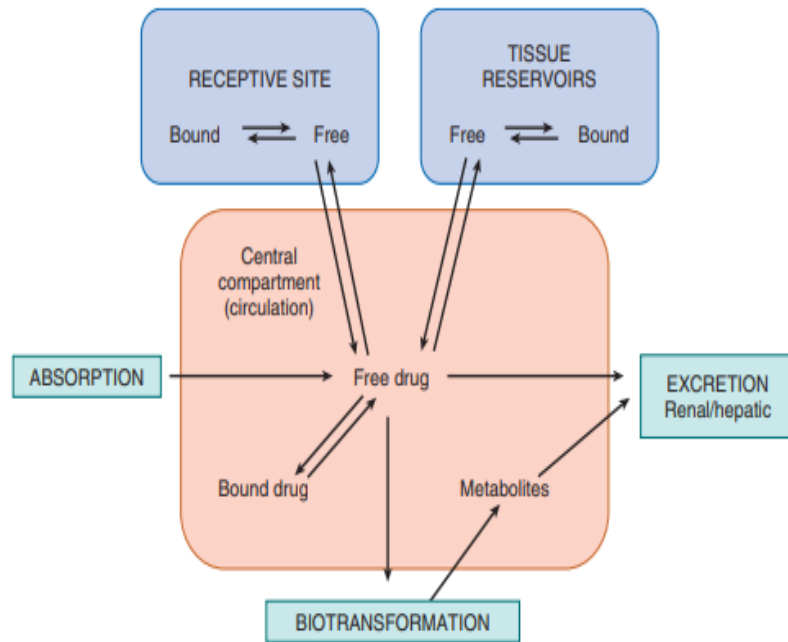 RECEPTIVE SITE
Bound Free
TISSUE
RESERVOIRS
Free Bound
Central
compartment
(circulation)
ABSORPTION
Free drug
EXCRETION
Renal/hepatic
Bound drug
Metabolites
BIOTRANSFORMATION